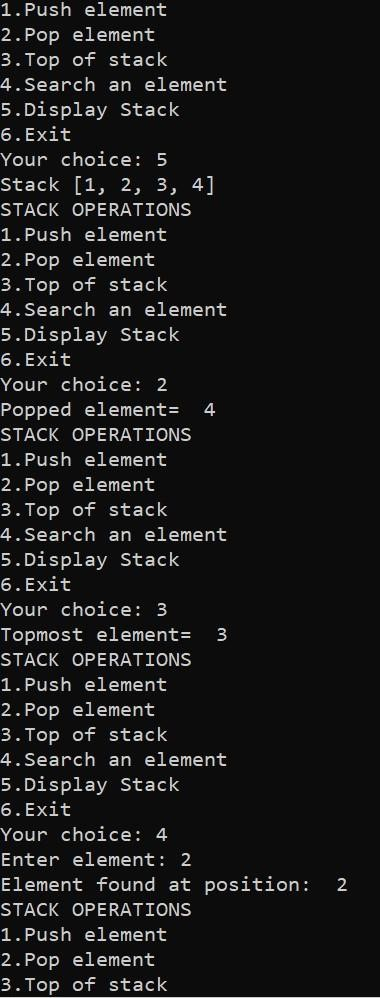 1.Push element
2.Pop element
3.Top of stack
4.Search an element
5.Display Stack
6.Exit
Your choice: 5
Stack [1, 2, 3, 4]
STACK OPERATIONS
1.Push element
2.Pop element
3.Top of stack
4.Search an element
5.Display Stack
6.Exit
Your choice: 2
Popped element=  4
STACK OPERATIONS
1.Push element
2.Pop element
3.Top of stack
4.Search an element
5.Display Stack
6.Exit
Your choice: 3
Topmost element=  3
STACK OPERATIONS
1.Push element
2.Pop element
3.Top of stack
4.Search an element
5.Display Stack
6.Exit
Your choice: 4
Enter element: 2
Element found at position:  2
STACK OPERATIONS
1.Push element
2.Pop element
3.Top of stack